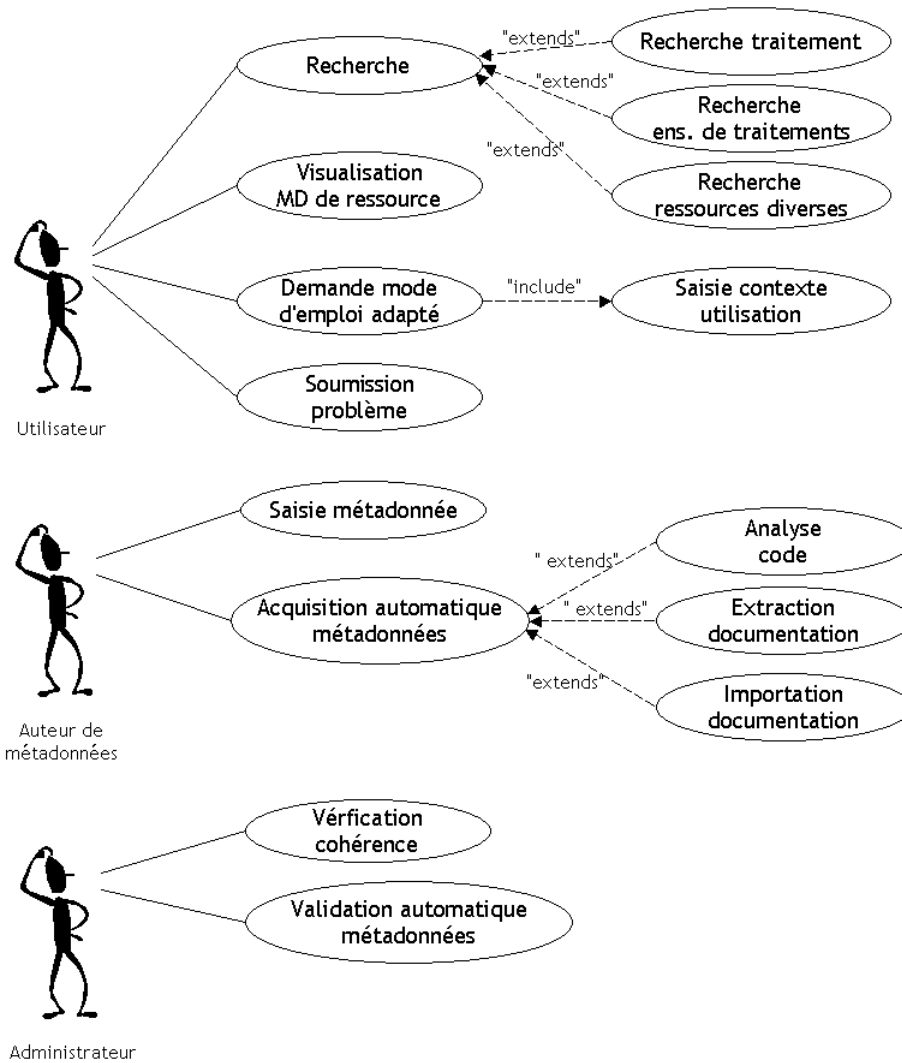 "extends"
Recherche traitement
Recherche
"extends"
Recherche
ens. de traitements
"extends"
Visualisation
MD de ressource
Recherche
ressources diverses
Demande mode
d'emploi adapté
"include"
Saisie contexte
utilisation
Soumission
problème
Utilisateur
Saisie métadonnée
Analyse
code
" extends"
Acquisition automatique
métadonnées
" extends"
Extraction
documentation
"extends"
Importation
documentation
Auteur de
métadonnées
Vérfication
cohérence
Validation automatique
métadonnées
Administrateur